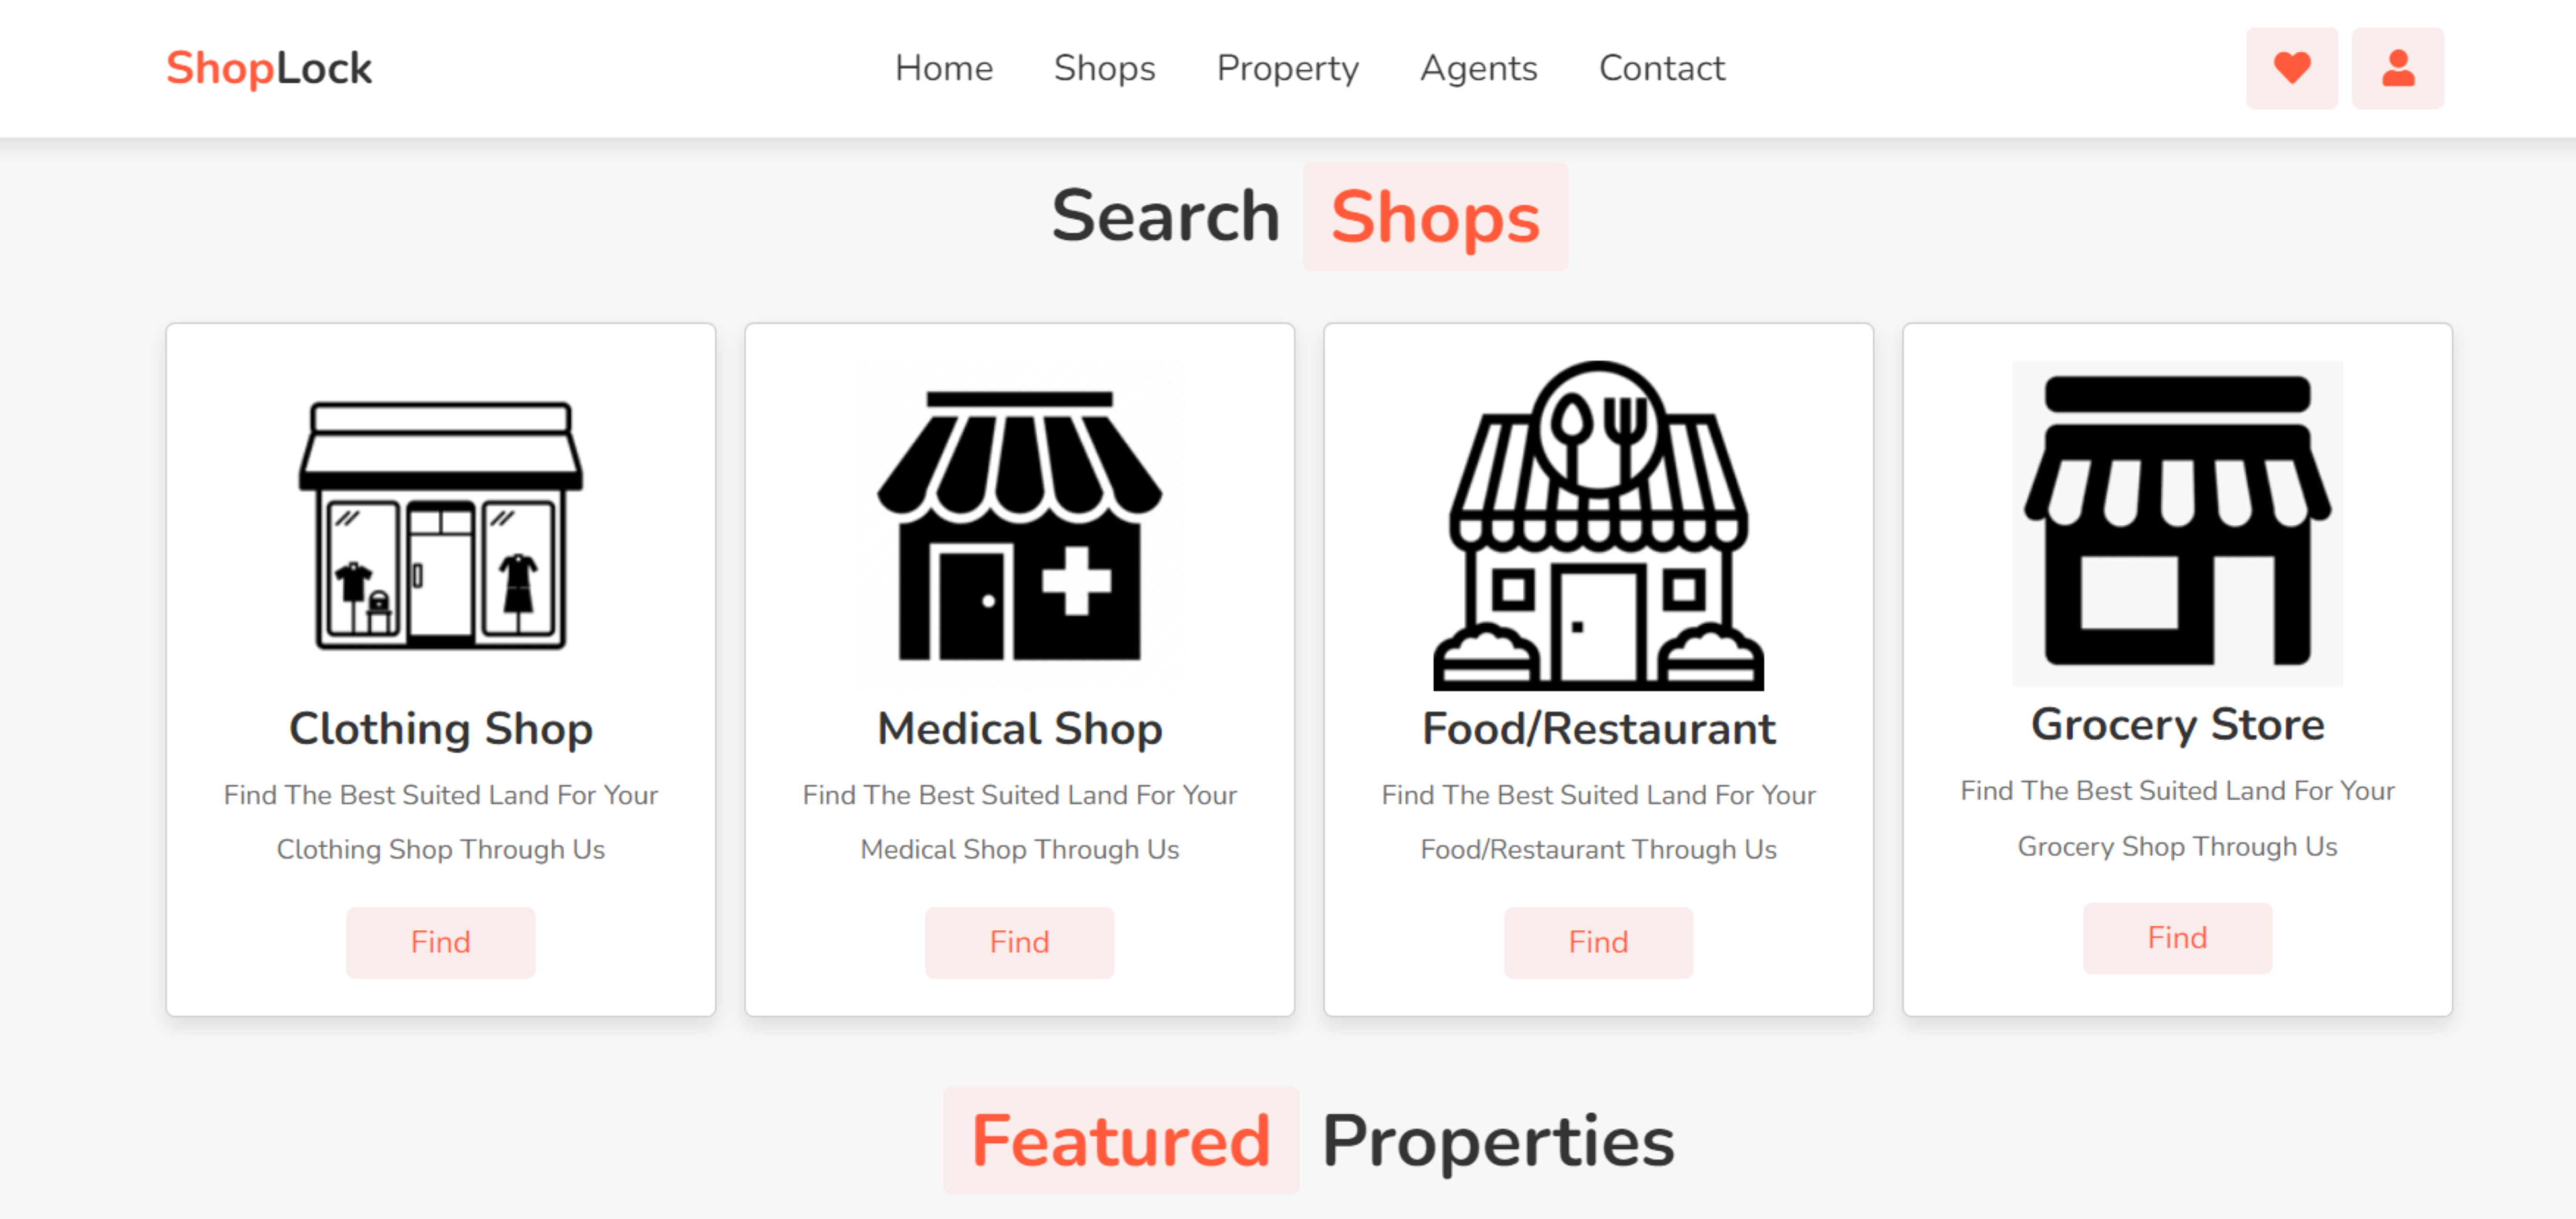 ShopLock
Home Shops Property Agents Contact
Search Shops
Clothing Shop
Find The Best Suited Land For Your
Clothing Shop Through Us
Find
Medical Shop
Find The Best Suited Land For Your
Medical Shop Through Us
Find
Food/Restaurant
Find The Best Suited Land For Your
Food/Restaurant Through Us
Find
Grocery Store
Find The Best Suited Land For Your
Grocery Shop Through Us
Find
Featured Properties